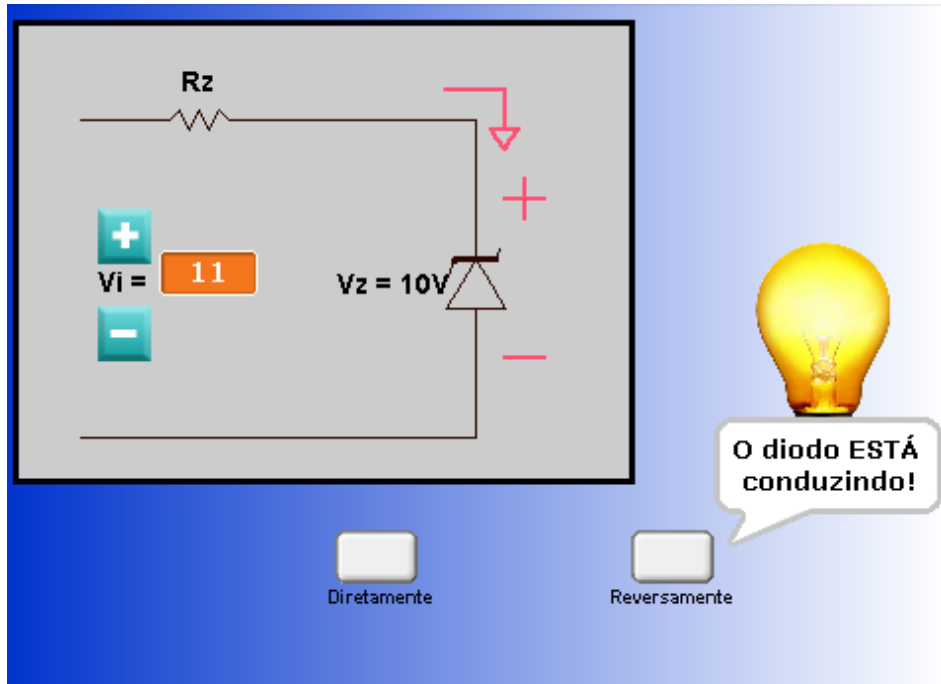 Rz
+
+
Vi = 11
Vz = 10V
−
−
O diodo ESTÁ
conduzindo!
Diretamente
Reversamente